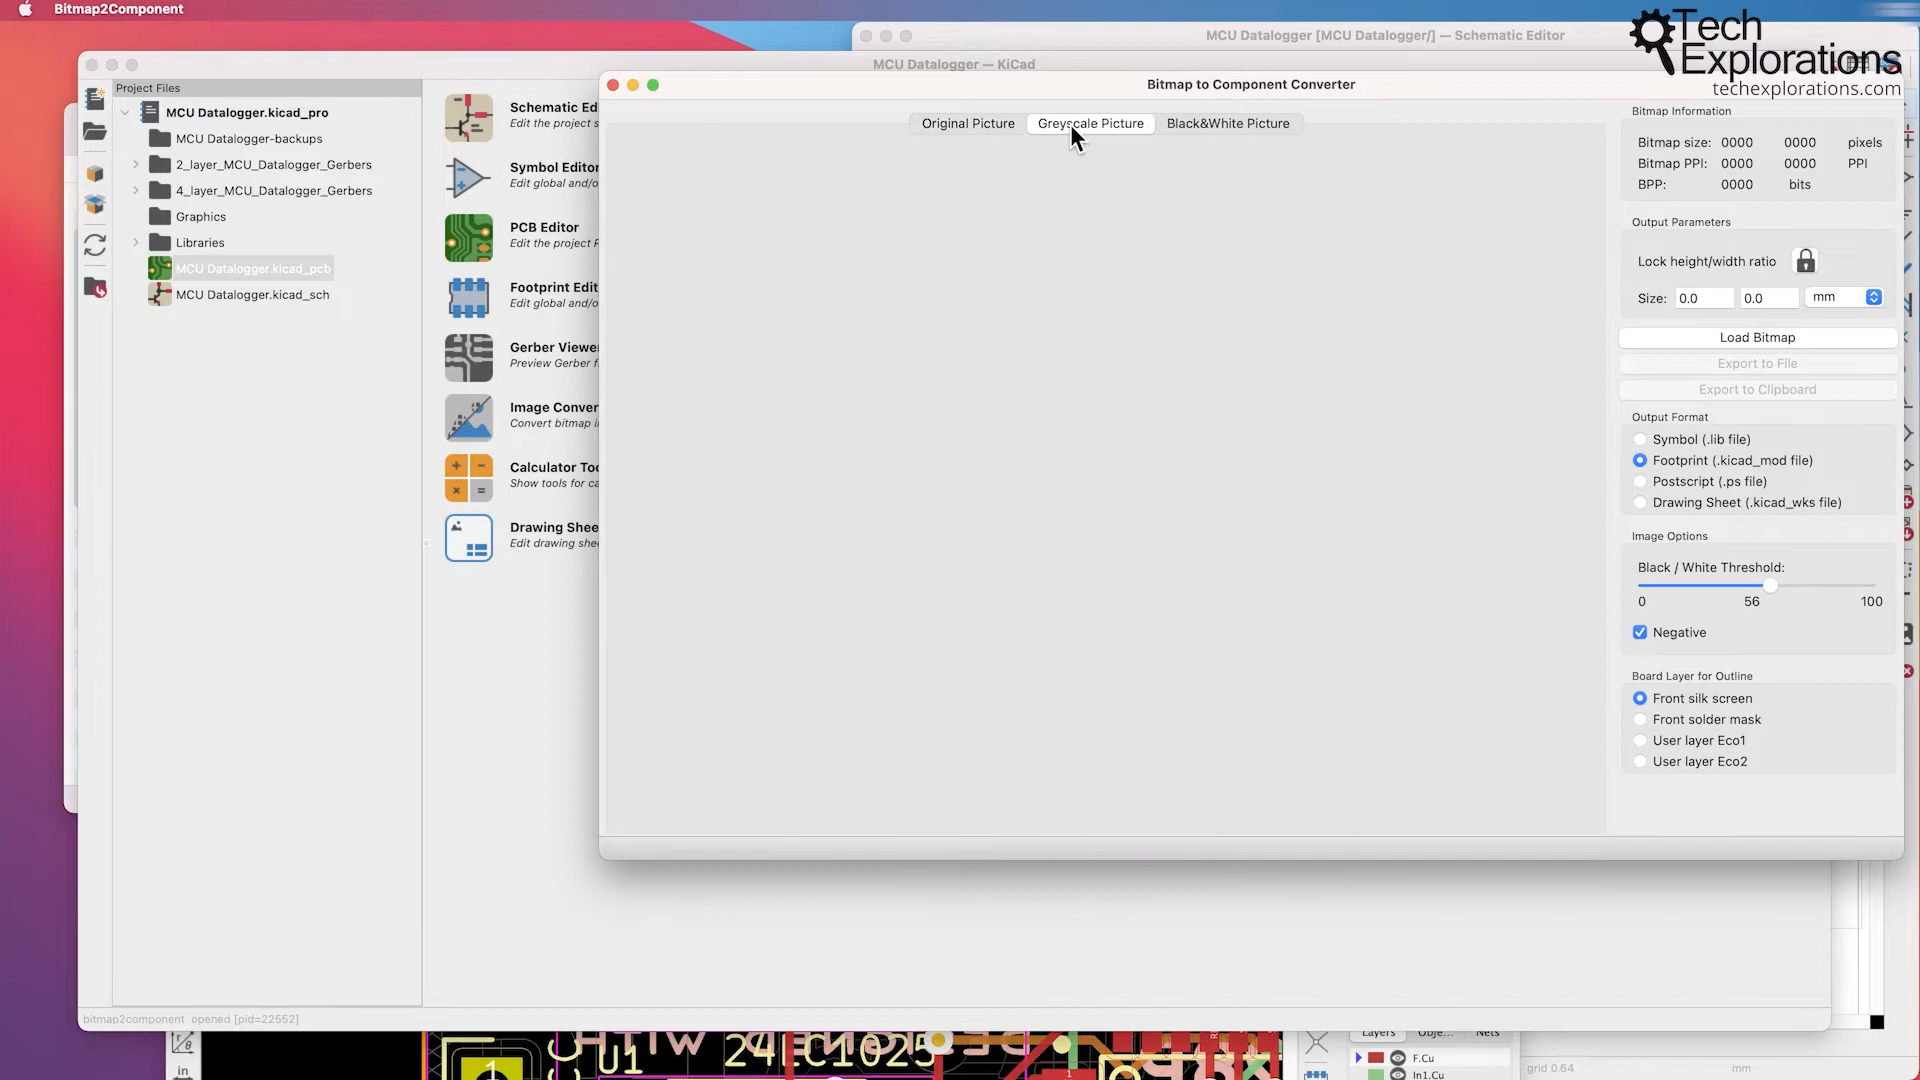 Bitmap2Component
Tech
Explorations
techexplorations.com
MCU Datalogger [MCU Datalogger/] — Schematic Editor
MCU Datalogger — KiCad
Bitmap to Component Converter
Project Files
MCU Datalogger.kicad_pro
MCU Datalogger-backups
2_layer_MCU_Datalogger_Gerbers
4_layer_MCU_Datalogger_Gerbers
Graphics
Libraries
MCU Datalogger.kicad_pcb
MCU Datalogger.kicad_sch
Schematic Ed
Edit the project s
Symbol Editor
Edit global and/o
PCB Editor
Edit the project P
Footprint Edit
Edit global and/o
Gerber Viewe
Preview Gerber f
Image Conver
Convert bitmap i
Calculator Too
Show tools for ca
Drawing Shee
Edit drawing shee
Original Picture
Greyscale Picture
Black&White Picture
Bitmap Information
Bitmap size: 0000 0000 pixels
Bitmap PPI: 0000 0000 PPI
BPP: 0000 bits
Output Parameters
Lock height/width ratio
Size: 0.0 0.0 mm
Load Bitmap
Export to File
Export to Clipboard
Output Format
Symbol (.lib file)
Footprint (.kicad_mod file)
Postscript (.ps file)
Drawing Sheet (.kicad_wks file)
Image Options
Black / White Threshold:
0 56 100
Negative
Board Layer for Outline
Front silk screen
Front solder mask
User layer Eco1
User layer Eco2
bitmap2component opened [pid=22552]
in
1
U1
24LC1025
1
Layers Obje... Nets
F.Cu
In1.Cu
grid 0.64 mm